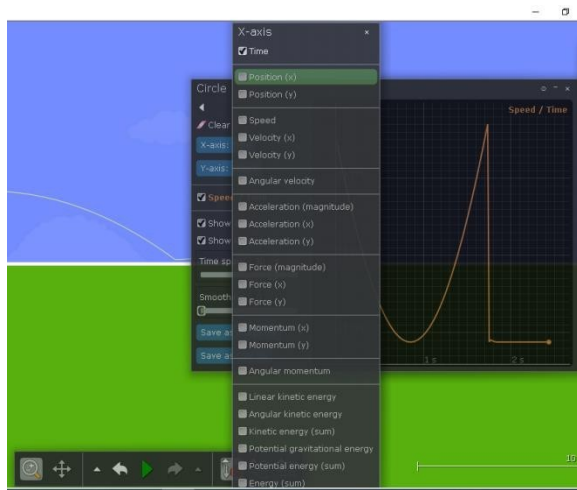 X-axis
Time
Position (x)
Position (y)
Speed
Velocity (x)
Velocity (y)
Angular velocity
Acceleration (magnitude)
Acceleration (x)
Acceleration (y)
Force (magnitude)
Force (x)
Force (y)
Momentum (x)
Momentum (y)
Angular momentum
Linear kinetic energy
Angular kinetic energy
Kinetic energy (sum)
Potential gravitational energy
Potential energy (sum)
Energy (sum)
Circle
Clear
X-axis:
Y-axis:
Speed
Show
Show
Time sp
Smooth
Save as
Save as
Speed / Time
1 s
2 s
10